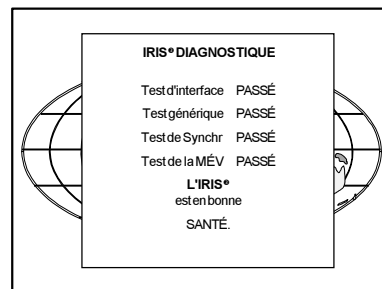 IRIS® DIAGNOSTIQUE
Test d'interface PASSÉ
Test générique PASSÉ
Test de Synchr PASSÉ
Test de la MÉV PASSÉ
L'IRIS®
est en bonne
SANTÉ.